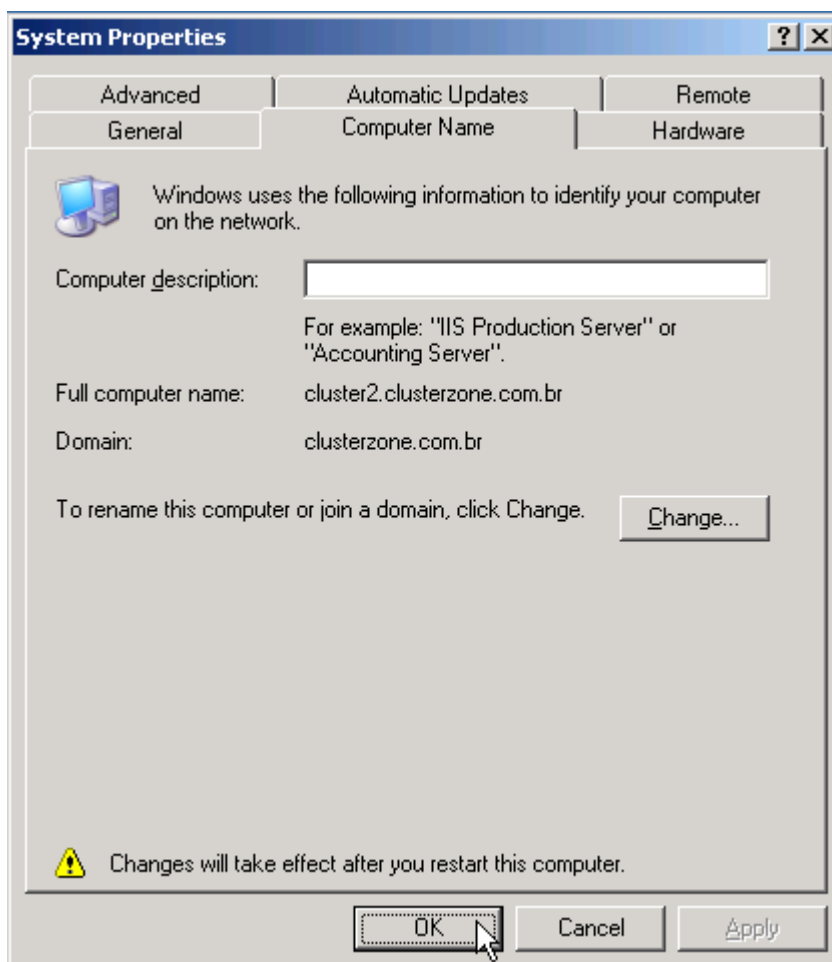 System Properties
Advanced
Automatic Updates
Remote
General
Computer Name
Hardware
Windows uses the following information to identify your computer
on the network.
Computer description:
For example: "IIS Production Server" or
"Accounting Server".
Full computer name: cluster2.clusterzone.com.br
Domain: clusterzone.com.br
To rename this computer or join a domain, click Change.
Change...
Changes will take effect after you restart this computer.
OK
Cancel
Apply